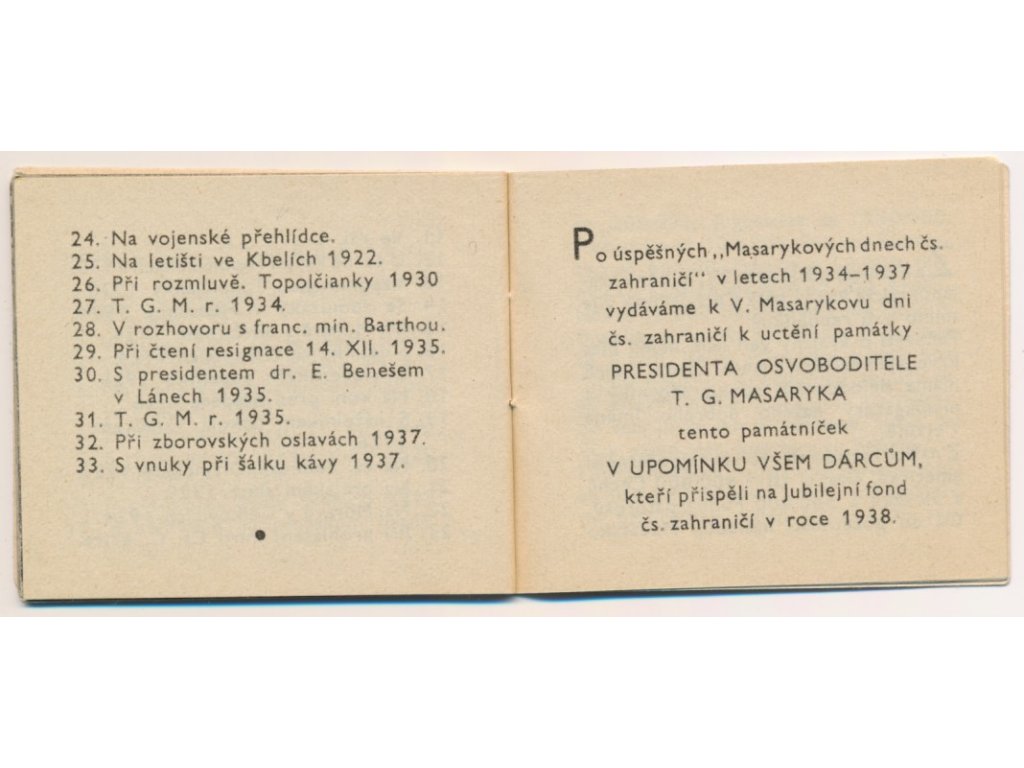 24. Na vojenské přehlídce.
25. Na letišti ve Kbelích 1922.
26. Při rozmluvě. Topolčianky 1930
27. T. G. M. r. 1934.
28. V rozhovoru s franc. min. Barthou.
29. Při čtení resignace 14. XII. 1935.
30. S presidentem dr. E. Benešem
v Lánech 1935.
31. T. G. M. r. 1935.
32. Při zborovských oslavách 1937.
33. S vnuky při šálku kávy 1937.
Po úspěšných „Masarykových dnech čs.
zahraničí" v letech 1934–1937
vydáváme k V. Masarykovu dni
čs. zahraničí k uctění památky
PRESIDENTA OSVOBODITELE
T. G. MASARYKA
tento památníček
V UPOMÍNKU VŠEM DÁRCŮM,
kteří přispěli na Jubilejní fond
čs. zahraničí v roce 1938.